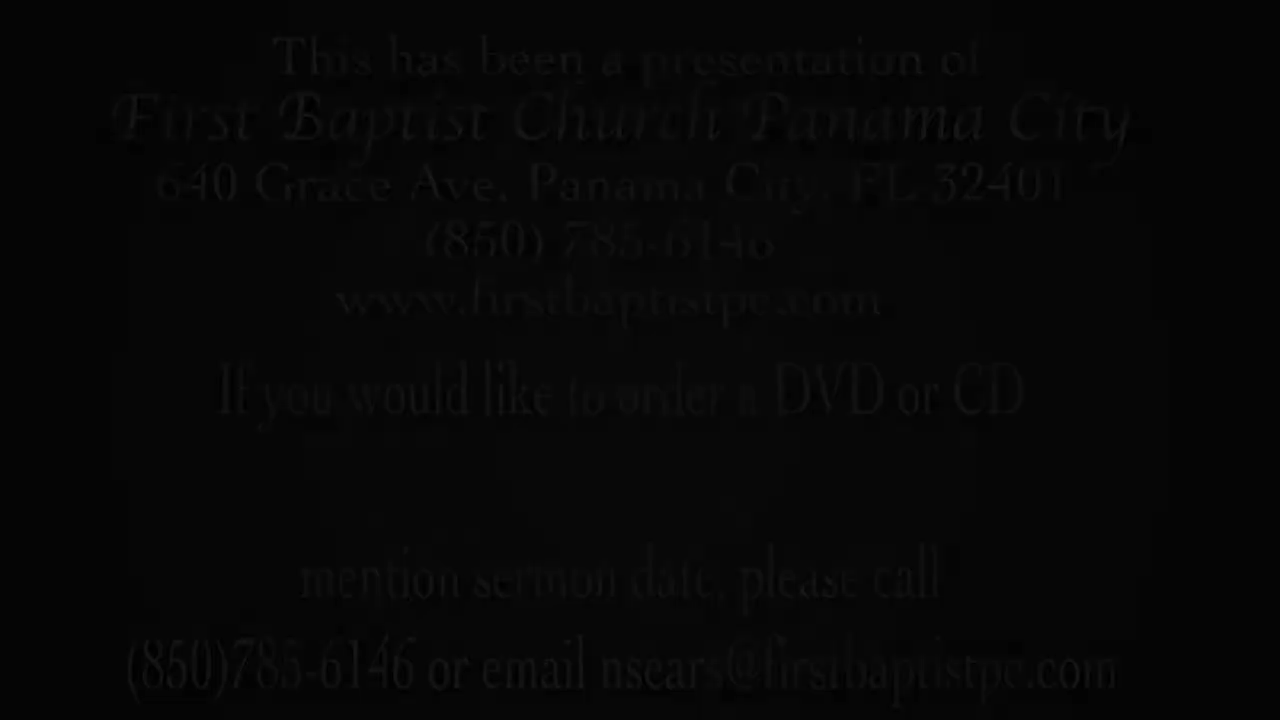 This has been a presentation of
First Baptist Church Panama City
640 Grace Ave, Panama City, FL 32401
(850) 785-6146
www.firstbaptistpc.com
If you would like to order a DVD or CD
mention sermon date, please call
(850)785-6146 or email nsears@firstbaptistpc.com